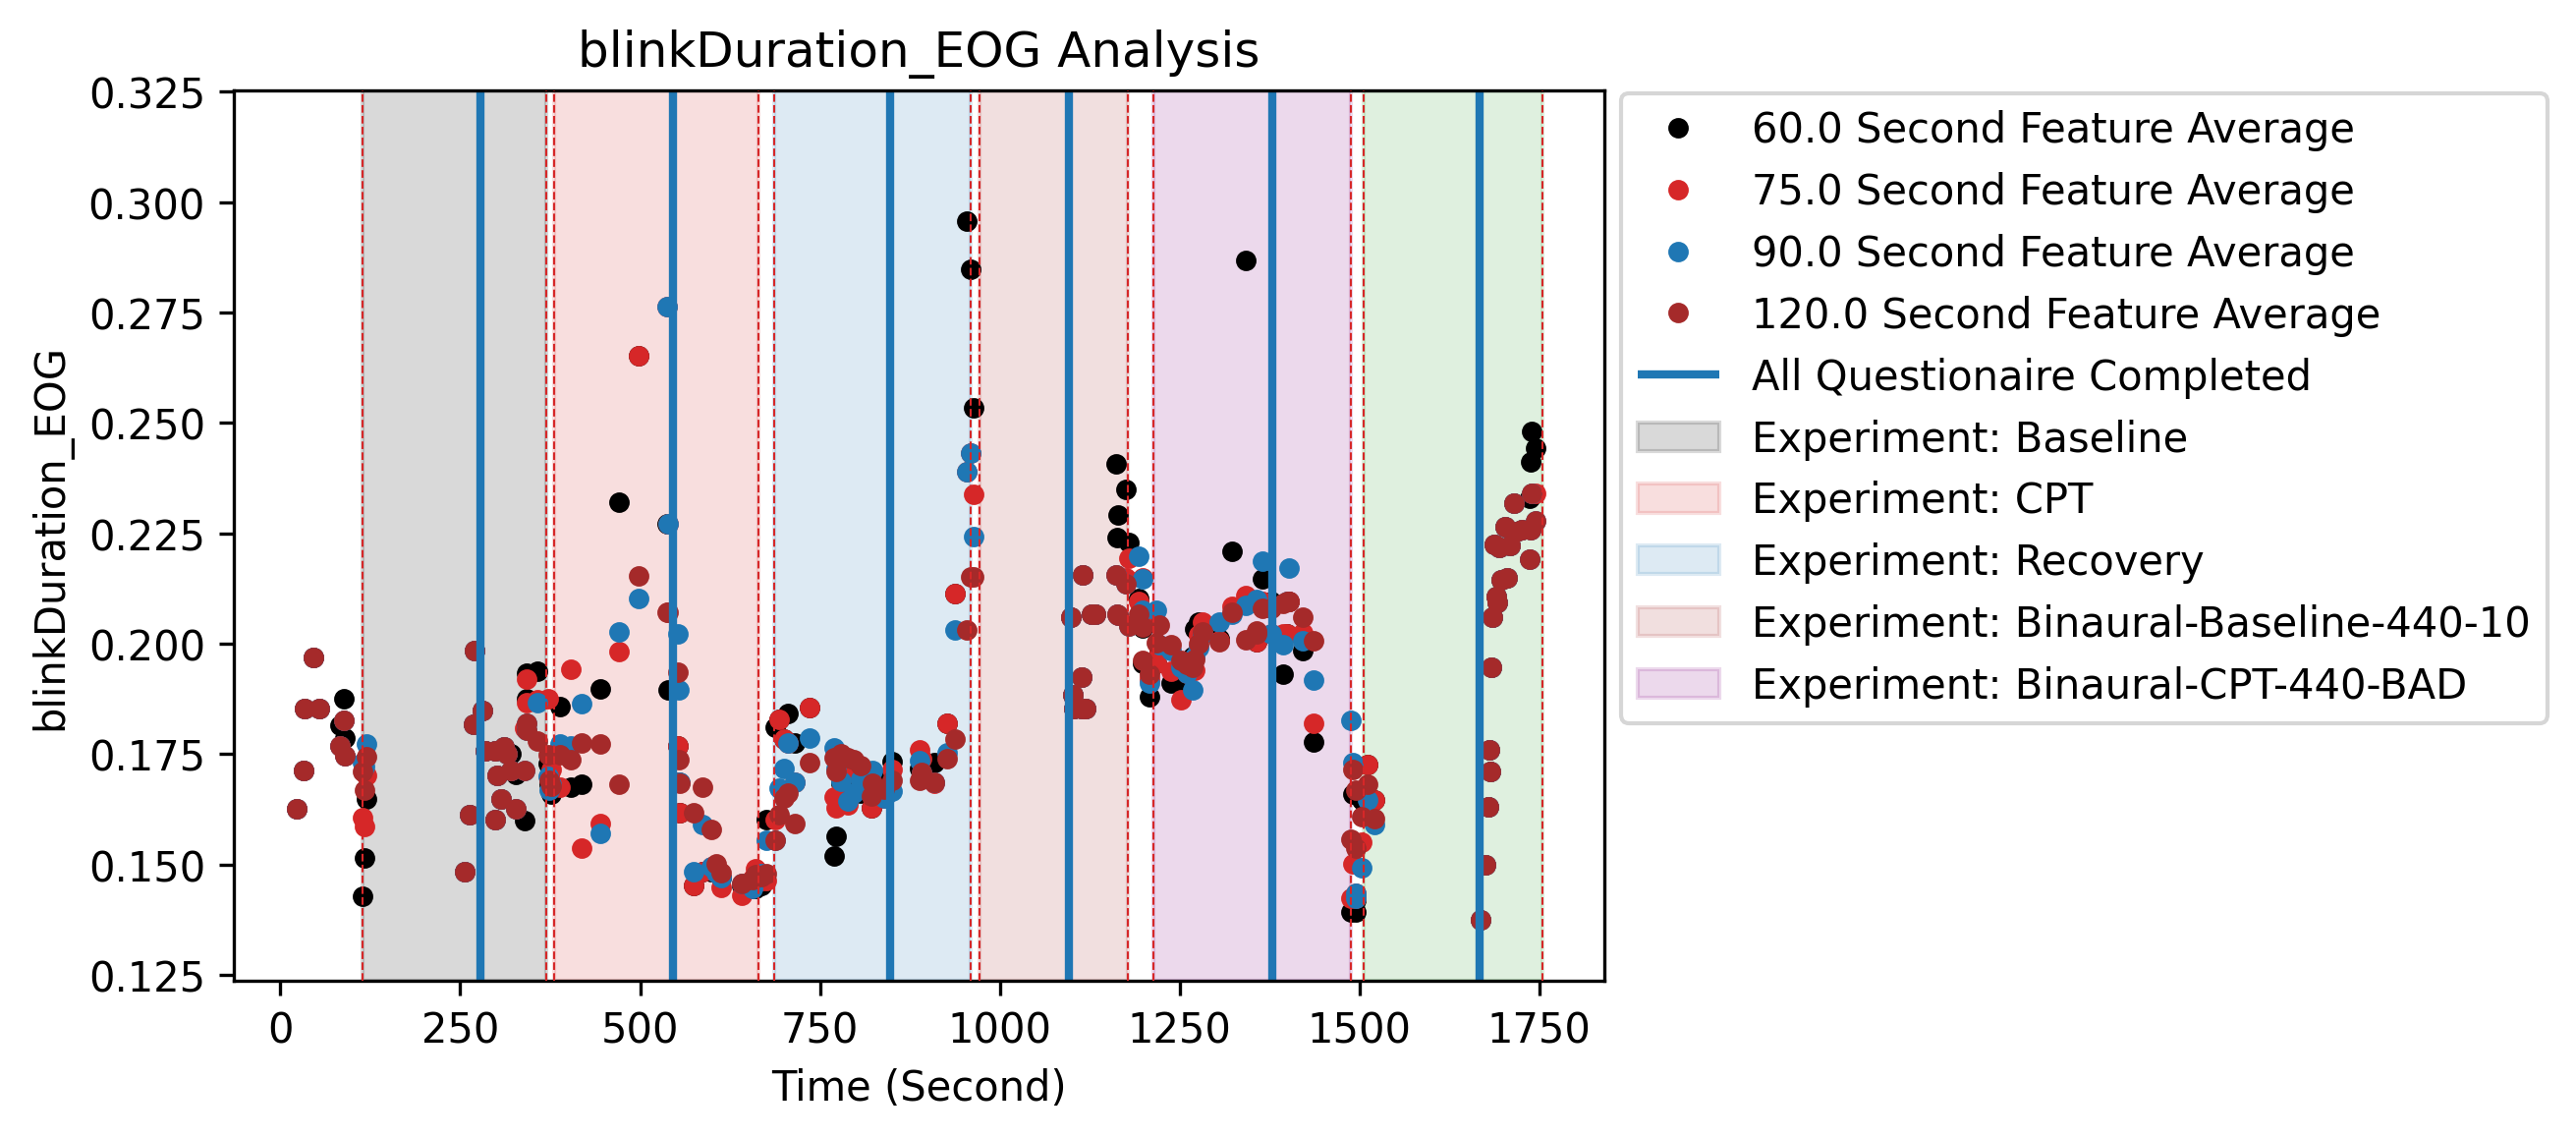 blinkDuration_EOG Analysis
0.325
0.300
0.275
0.250
0.225
0.200
0.175
0.150
0.125
blinkDuration_EOG
0 250 500 750 1000 1250 1500 1750
Time (Second)
60.0 Second Feature Average
75.0 Second Feature Average
90.0 Second Feature Average
120.0 Second Feature Average
All Questionaire Completed
Experiment: Baseline
Experiment: CPT
Experiment: Recovery
Experiment: Binaural-Baseline-440-10
Experiment: Binaural-CPT-440-BAD